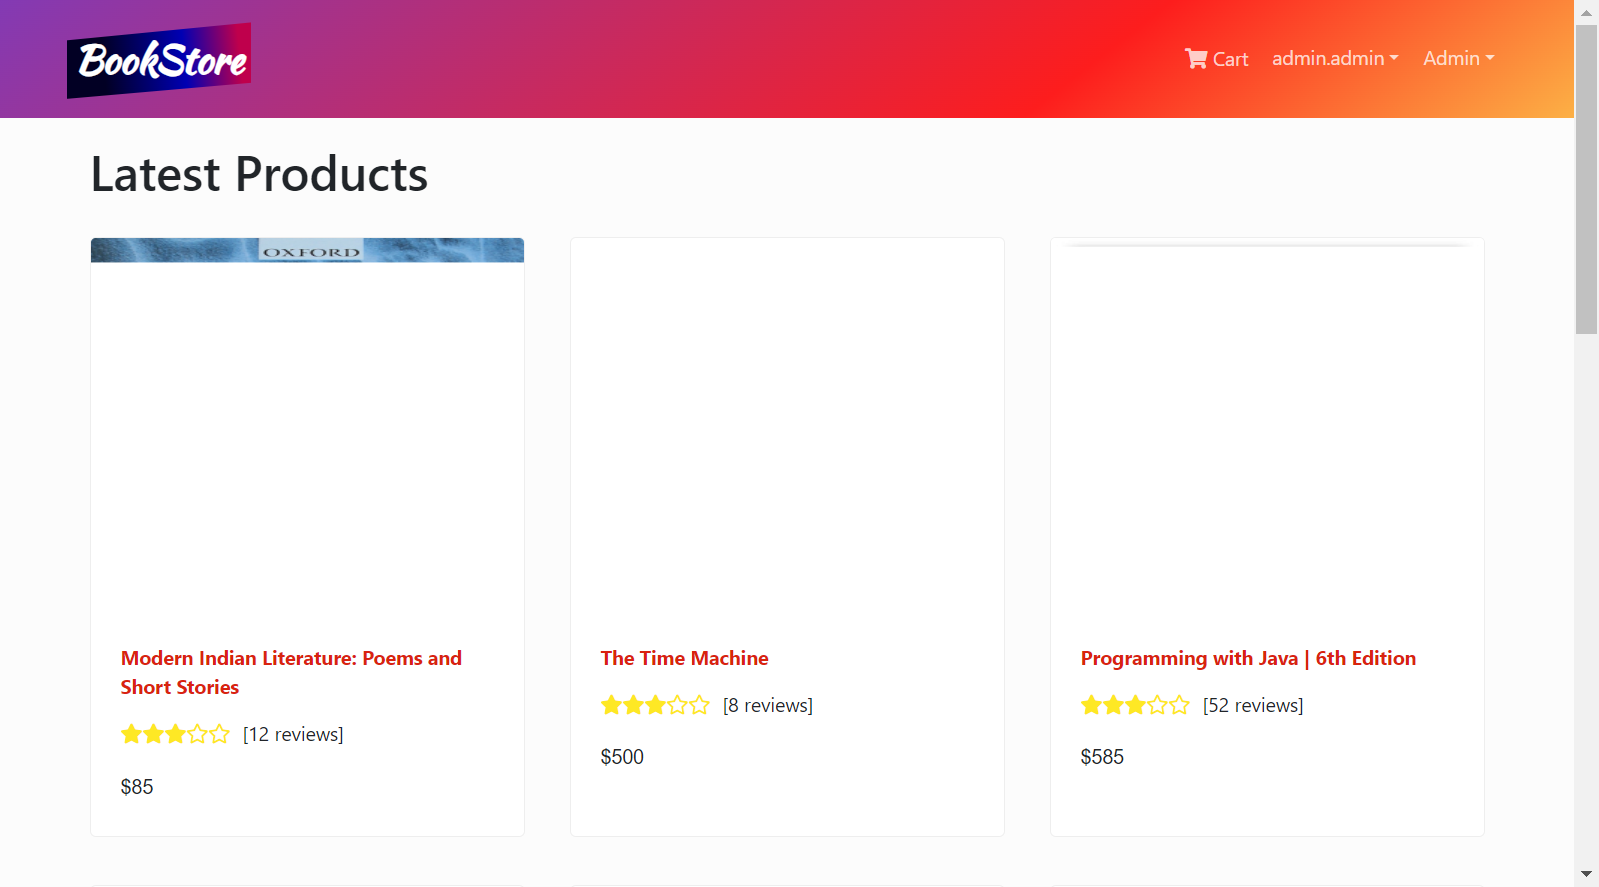 BookStore
Cart
admin.admin
Admin
Latest Products
OXFORD
Modern Indian Literature: Poems and
Short Stories
[12 reviews]
$85
The Time Machine
[8 reviews]
$500
Programming with Java | 6th Edition
[52 reviews]
$585